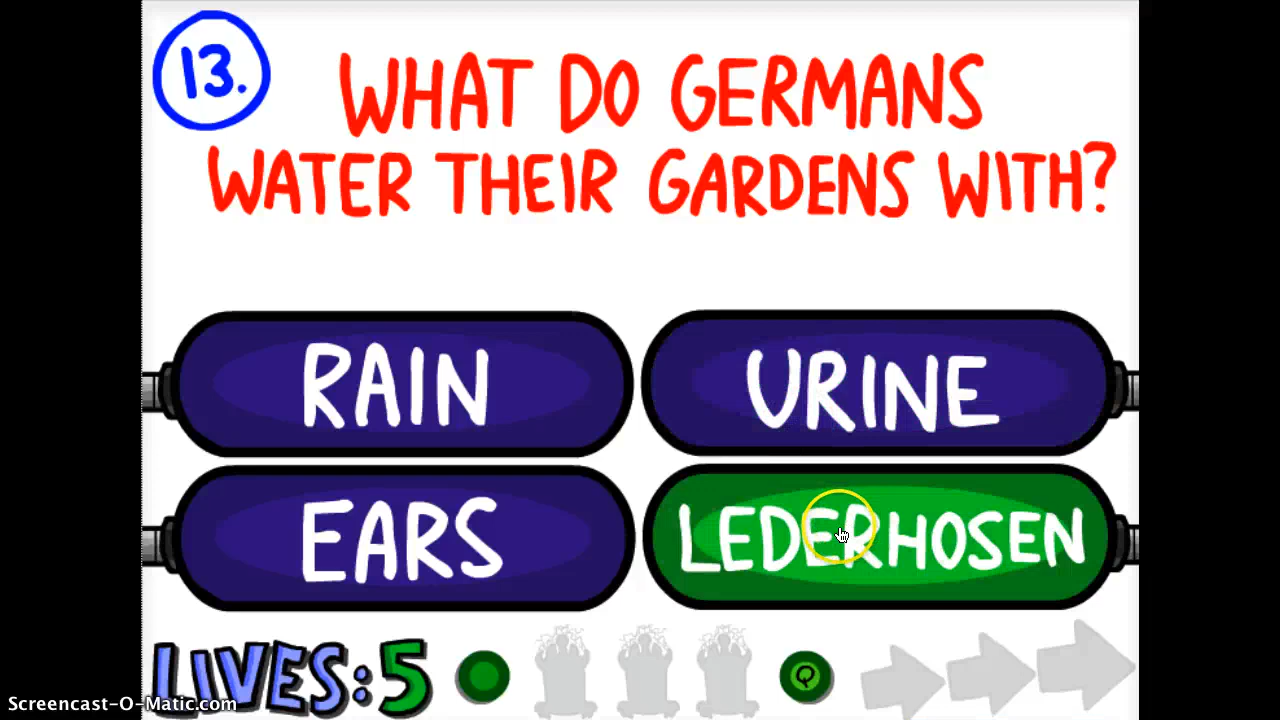 13.
WHAT DO GERMANS
WATER THEIR GARDENS WITH?
RAIN
URINE
EARS
LEDERHOSEN
LIVES:5
Q
Screencast-O-Matic.com